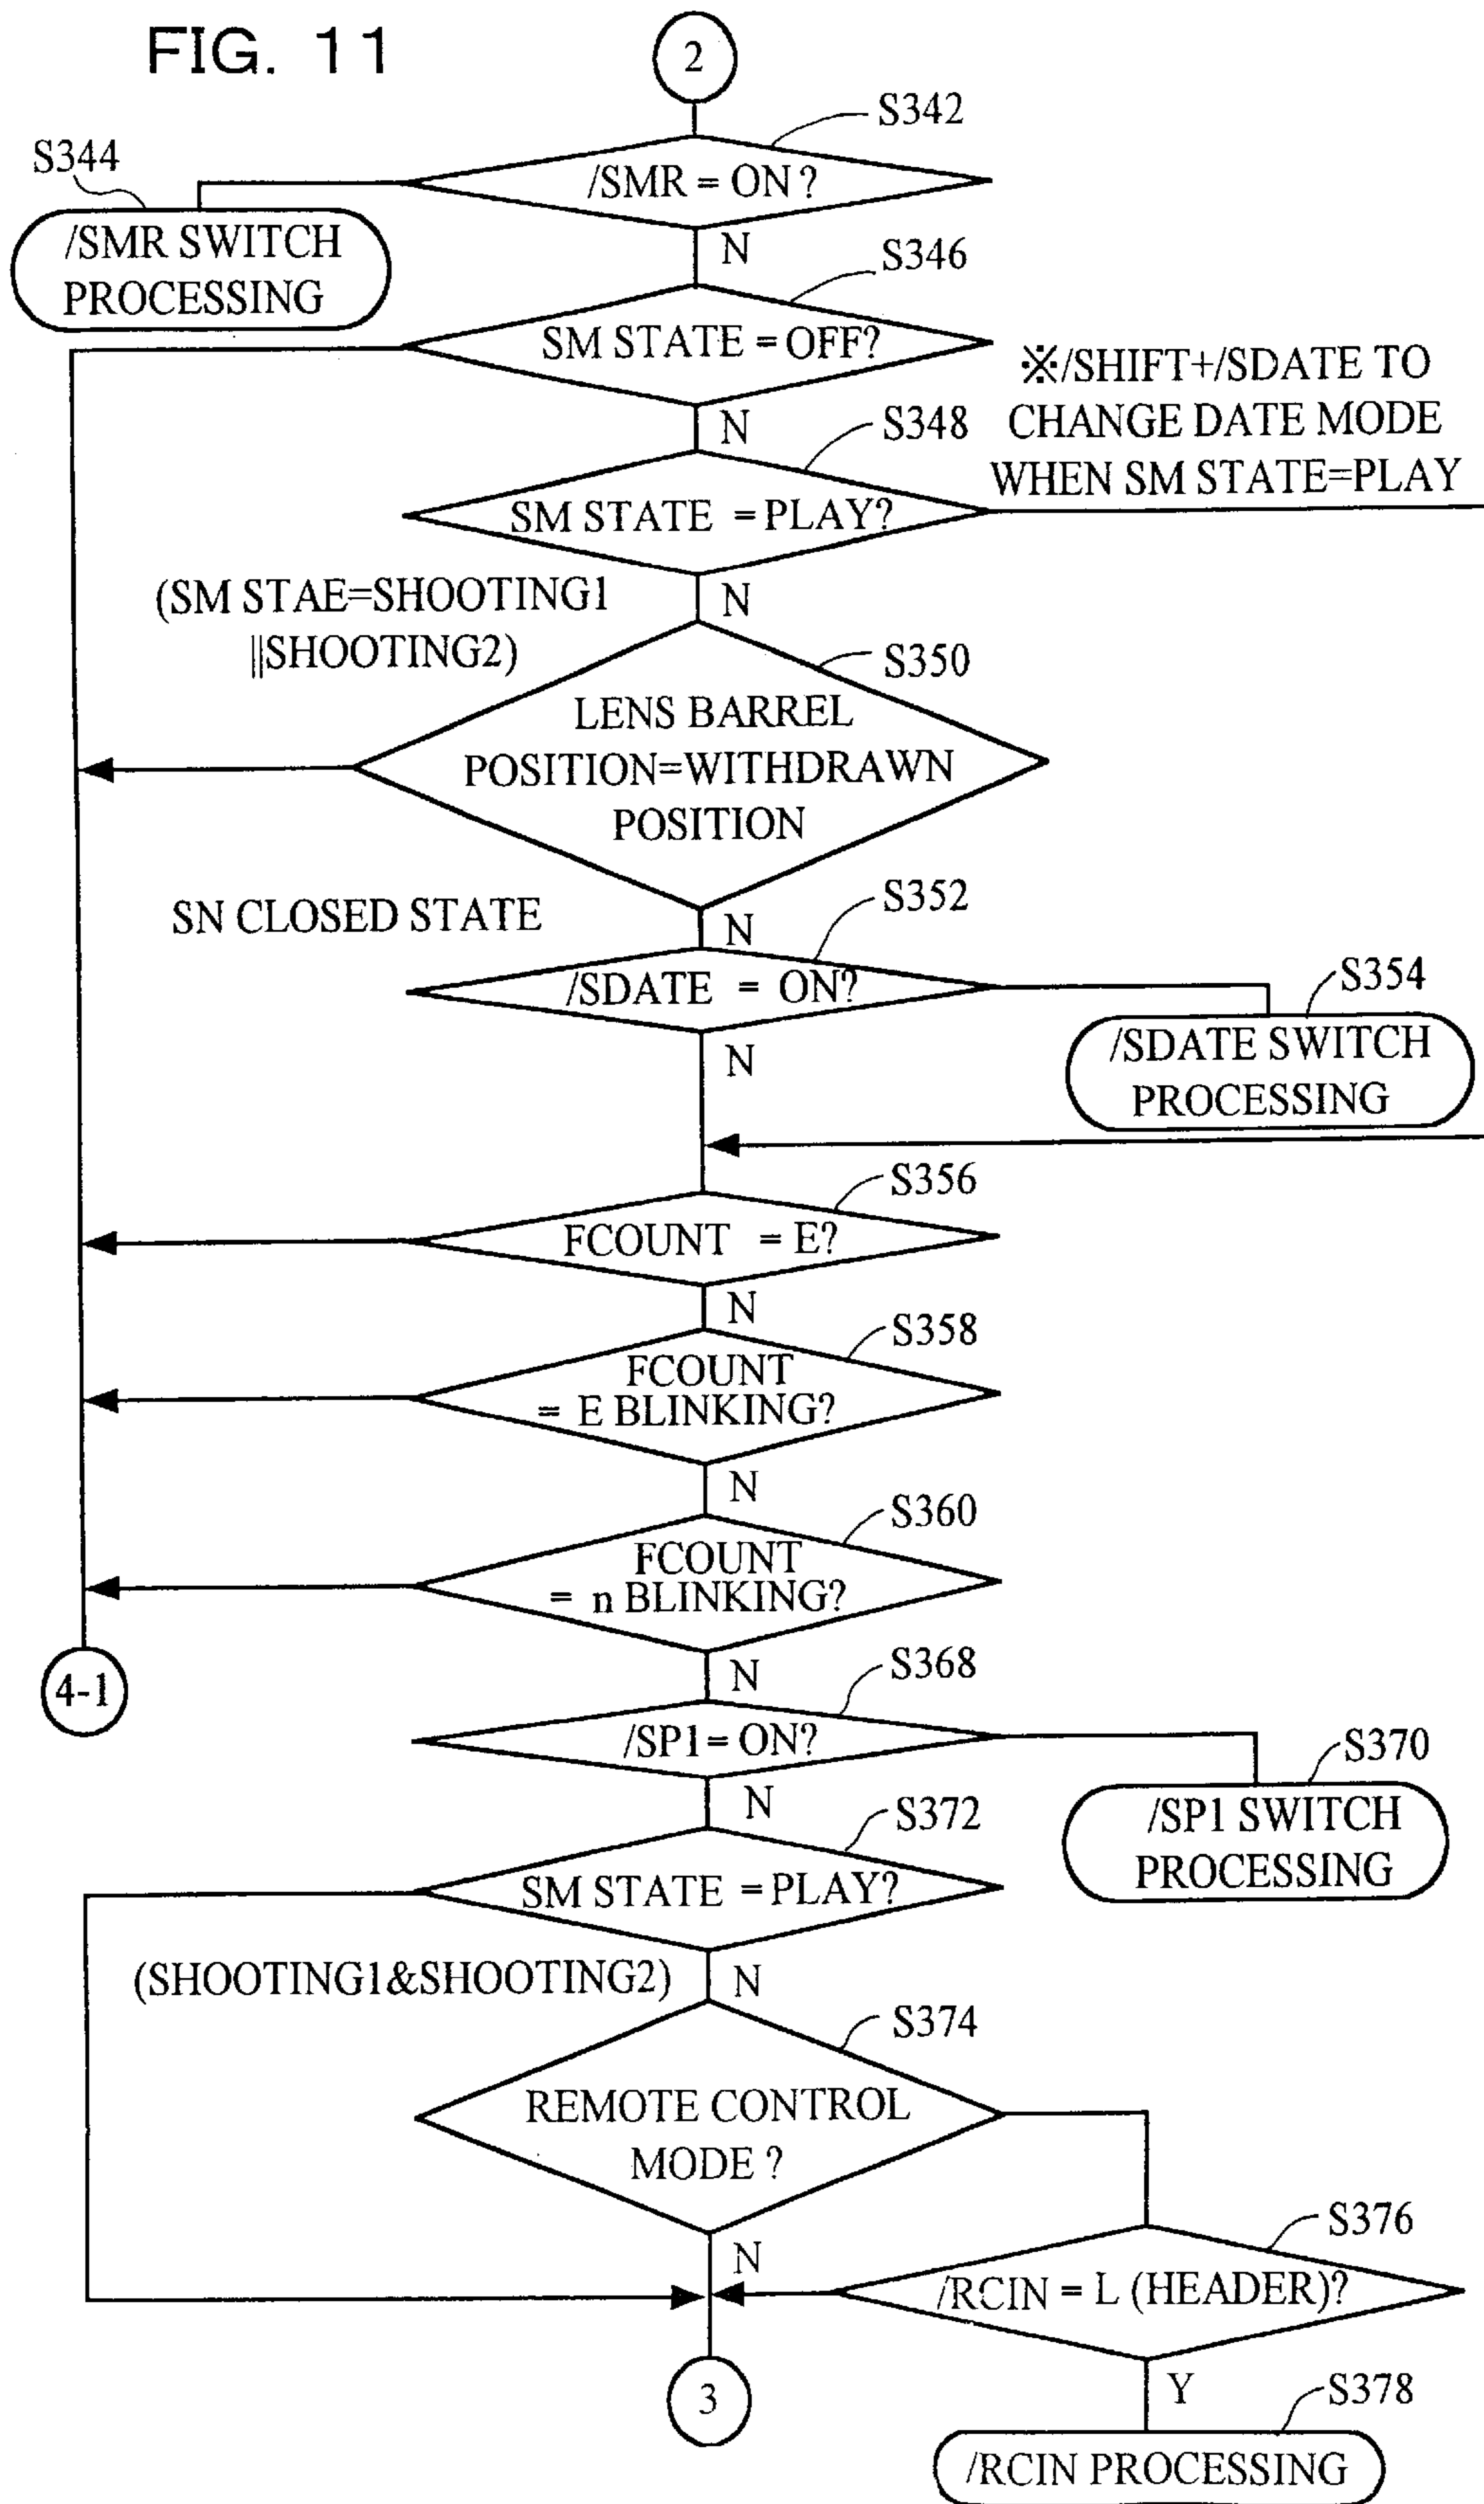 FIG. 11
2
S342
/SMR = ON ?
S344
/SMR SWITCH
PROCESSING
N
S346
SM STATE = OFF?
※/SHIFT+/SDATE TO
CHANGE DATE MODE
WHEN SM STATE=PLAY
N
S348
SM STATE = PLAY?
(SM STAE=SHOOTING1
||SHOOTING2)
N
S350
LENS BARREL
POSITION=WITHDRAWN
POSITION
SN CLOSED STATE
N
S352
/SDATE = ON?
S354
/SDATE SWITCH
PROCESSING
N
S356
FCOUNT = E?
N
S358
FCOUNT
= E BLINKING?
N
S360
FCOUNT
= n BLINKING?
4-1
N
S368
/SP1= ON?
S370
/SP1 SWITCH
PROCESSING
N
S372
SM STATE = PLAY?
(SHOOTING1&SHOOTING2)
N
S374
REMOTE CONTROL
MODE ?
N
S376
/RCIN = L (HEADER)?
3
Y
S378
/RCIN PROCESSING